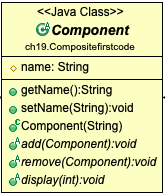 <<Java Class>>
Component
ch19.Compositefirstcode
name: String
getName():String
setName(String):void
Component(String)
add(Component):void
remove(Component):void
display(int):void